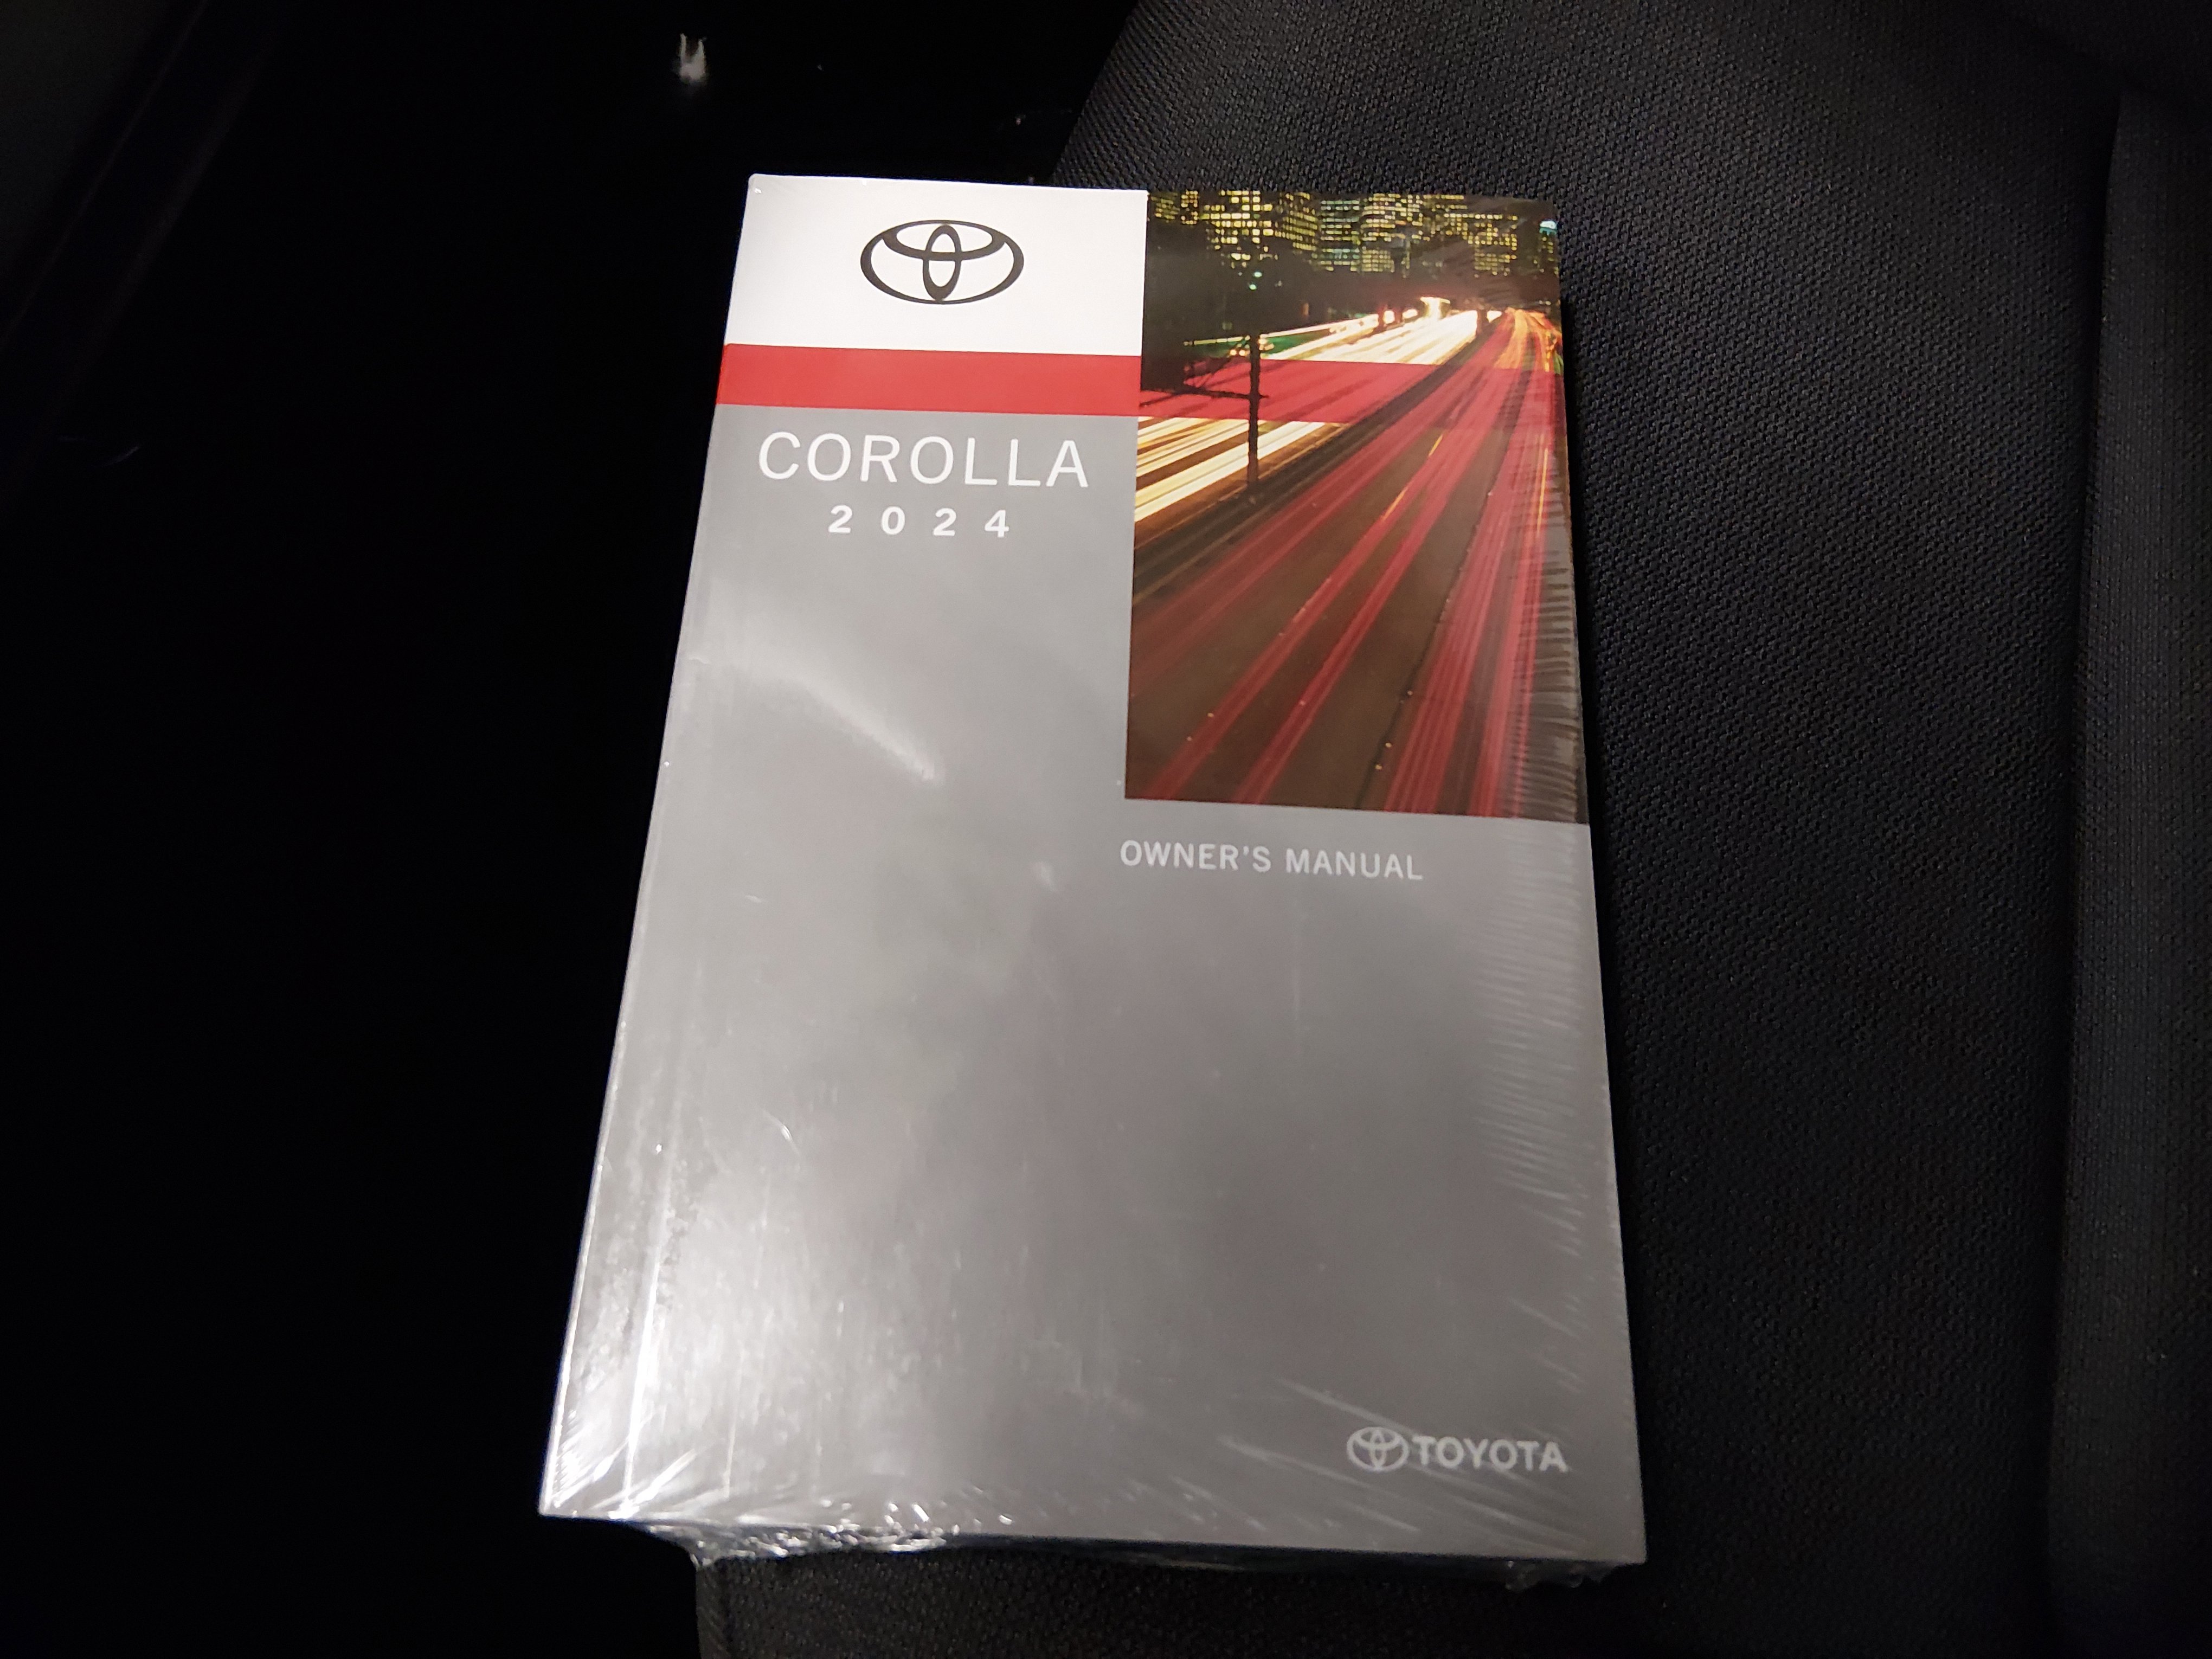 COROLLA
2024
OWNER'S MANUAL
TOYOTA